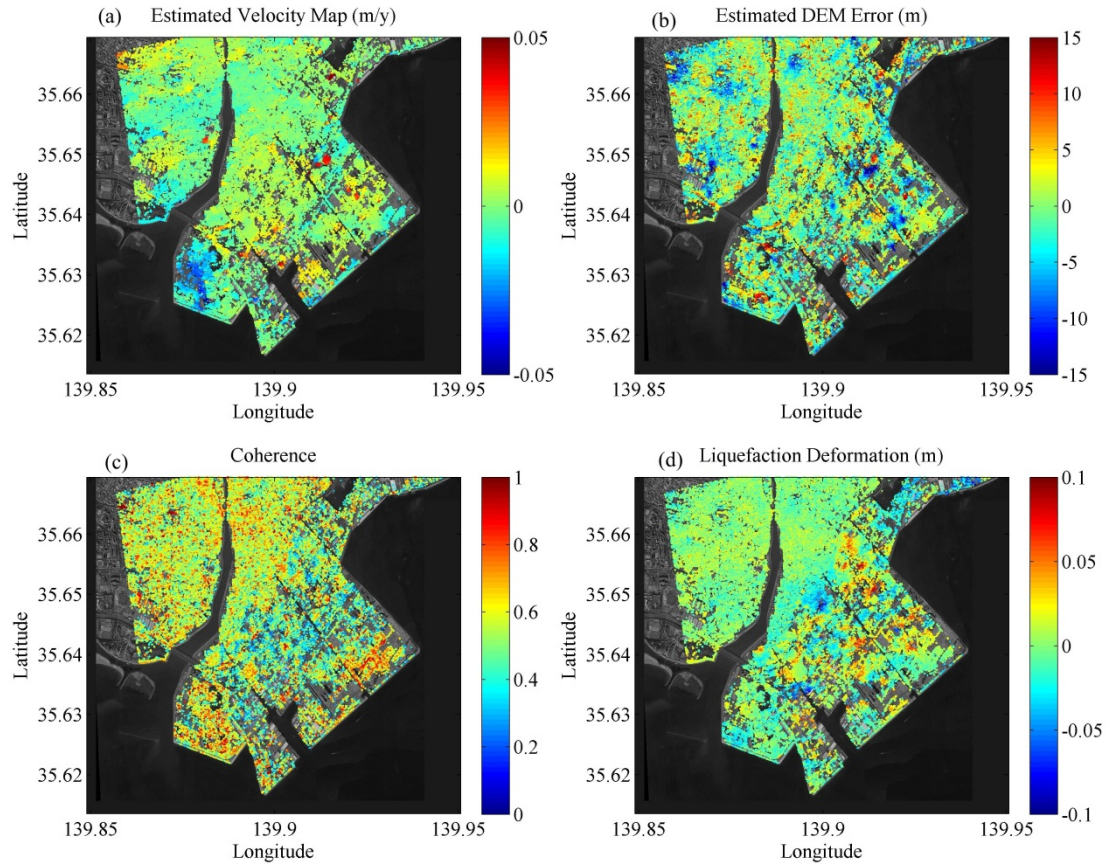 (a) Estimated Velocity Map (m/y)
0.05
0
-0.05
35.66
35.65
35.64
35.63
35.62
Latitude
139.85 139.9 139.95
Longitude
(b) Estimated DEM Error (m)
15
10
5
0
-5
-10
-15
35.66
35.65
35.64
35.63
35.62
Latitude
139.85 139.9 139.95
Longitude
(c) Coherence
1
0.8
0.6
0.4
0.2
0
35.66
35.65
35.64
35.63
35.62
Latitude
139.85 139.9 139.95
Longitude
(d) Liquefaction Deformation (m)
0.1
0.05
0
-0.05
-0.1
35.66
35.65
35.64
35.63
35.62
Latitude
139.85 139.9 139.95
Longitude